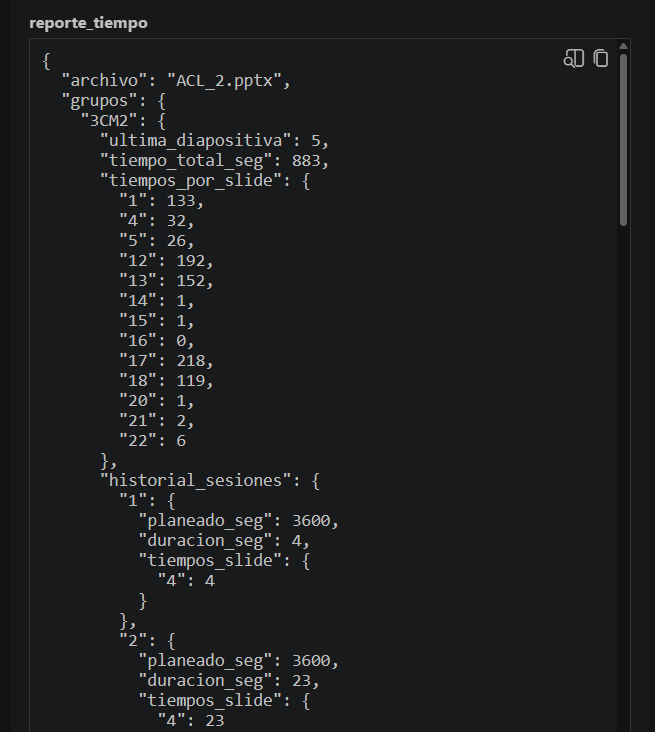 reporte_tiempo
{
"archivo": "ACL_2.pptx",
"grupos": {
"3CM2": {
"ultima_diapositiva": 5,
"tiempo_total_seg": 883,
"tiempos_por_slide": {
"1": 133,
"4": 32,
"5": 26,
"12": 192,
"13": 152,
"14": 1,
"15": 1,
"16": 0,
"17": 218,
"18": 119,
"20": 1,
"21": 2,
"22": 6
},
"historial_sesiones": {
"1": {
"planeado_seg": 3600,
"duracion_seg": 4,
"tiempos_slide": {
"4": 4
}
},
"2": {
"planeado_seg": 3600,
"duracion_seg": 23,
"tiempos_slide": {
"4": 23